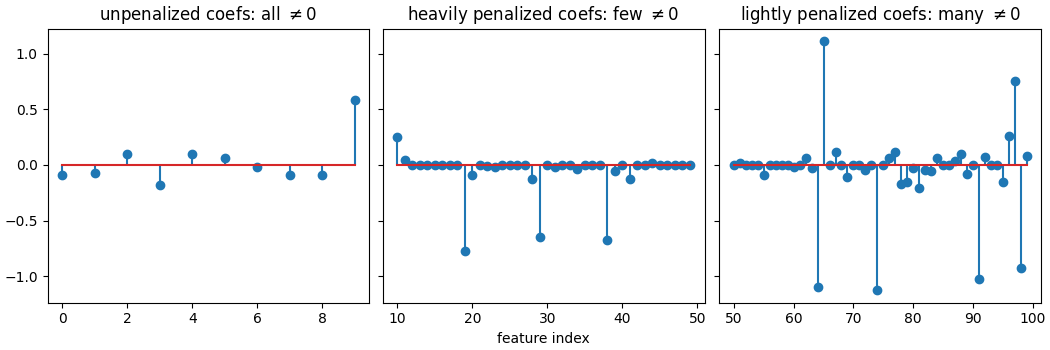 unpenalized coefs: all ≠0
heavily penalized coefs: few ≠0
lightly penalized coefs: many ≠0
1.0
0.5
0.0
−0.5
−1.0
0 2 4 6 8
10 20 30 40 50
50 60 70 80 90 100
feature index